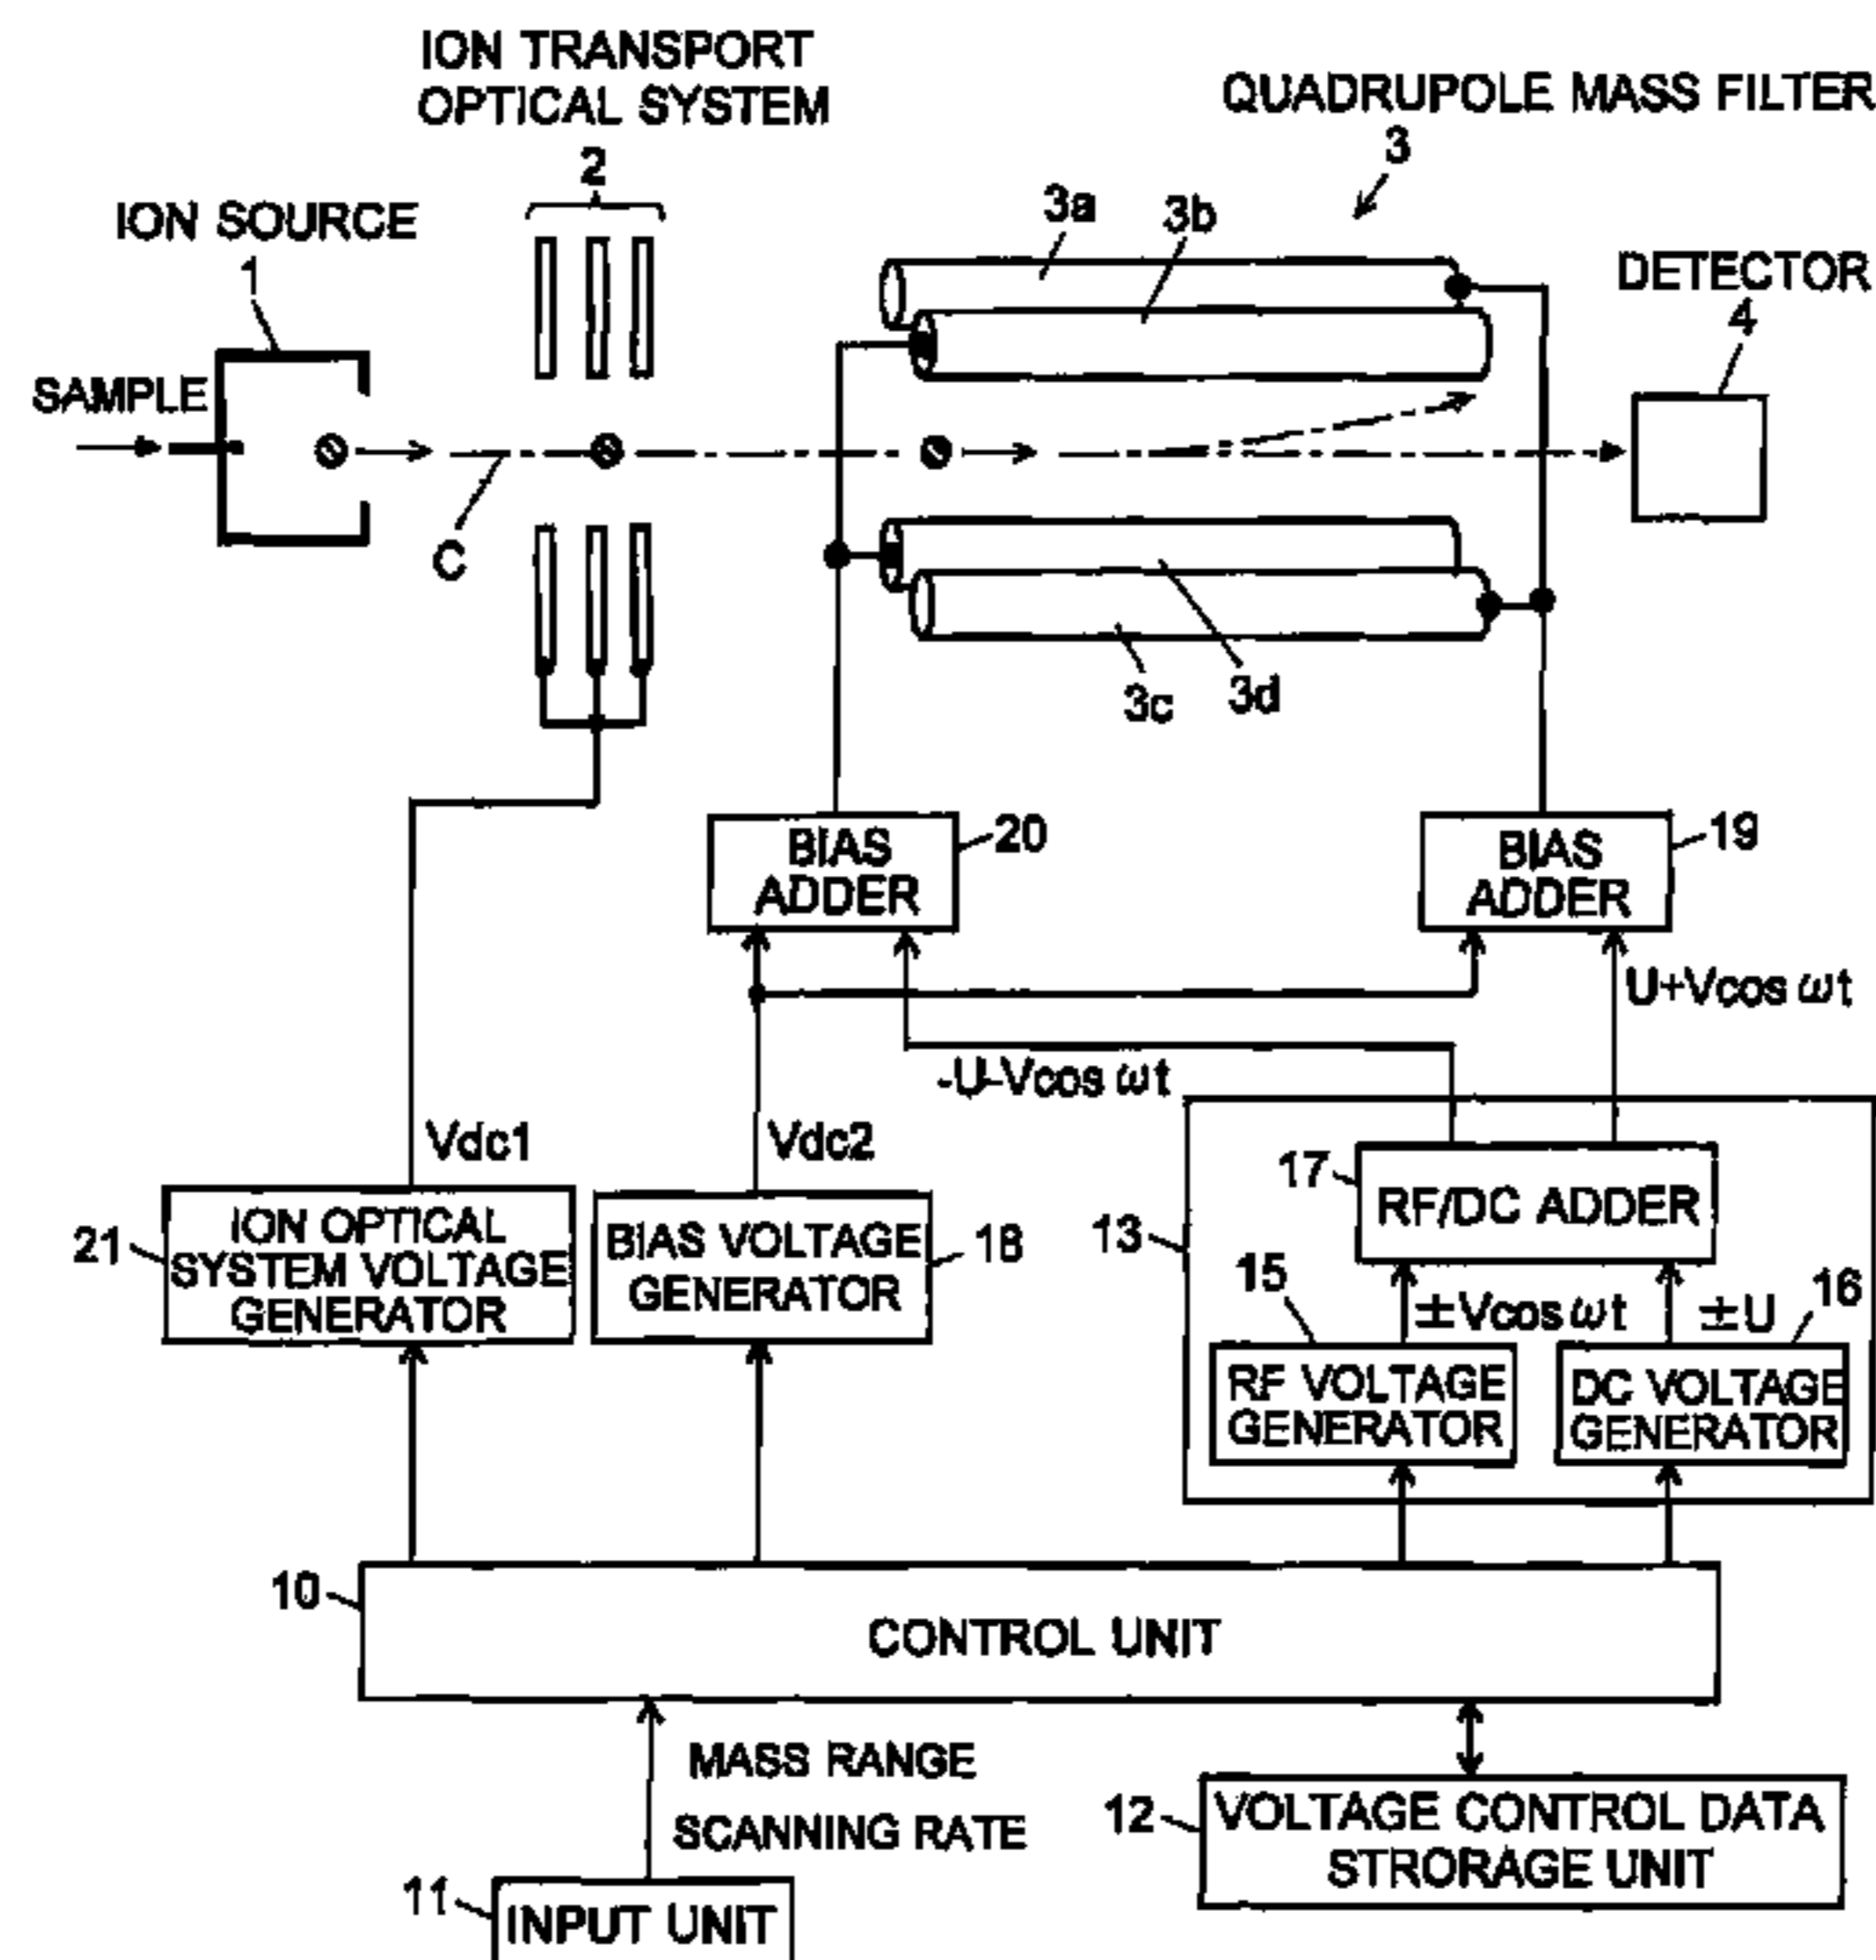 ION TRANSPORT
OPTICAL SYSTEM
2
QUADRUPOLE MASS FILTER
3
ION SOURCE
1
3a
3b
DETECTOR
4
SAMPLE
C
3c
3d
BIAS
ADDER
20
BIAS
ADDER
19
U+Vcos ωt
-U-Vcos ωt
Vdc1
Vdc2
17
RF/DC ADDER
13
21
ION OPTICAL
SYSTEM VOLTAGE
GENERATOR
BIAS VOLTAGE
GENERATOR
18
15
±Vcos ωt
±U
16
RF VOLTAGE
GENERATOR
DC VOLTAGE
GENERATOR
10
CONTROL UNIT
MASS RANGE
SCANNING RATE
12
VOLTAGE CONTROL DATA
STRORAGE UNIT
11
INPUT UNIT